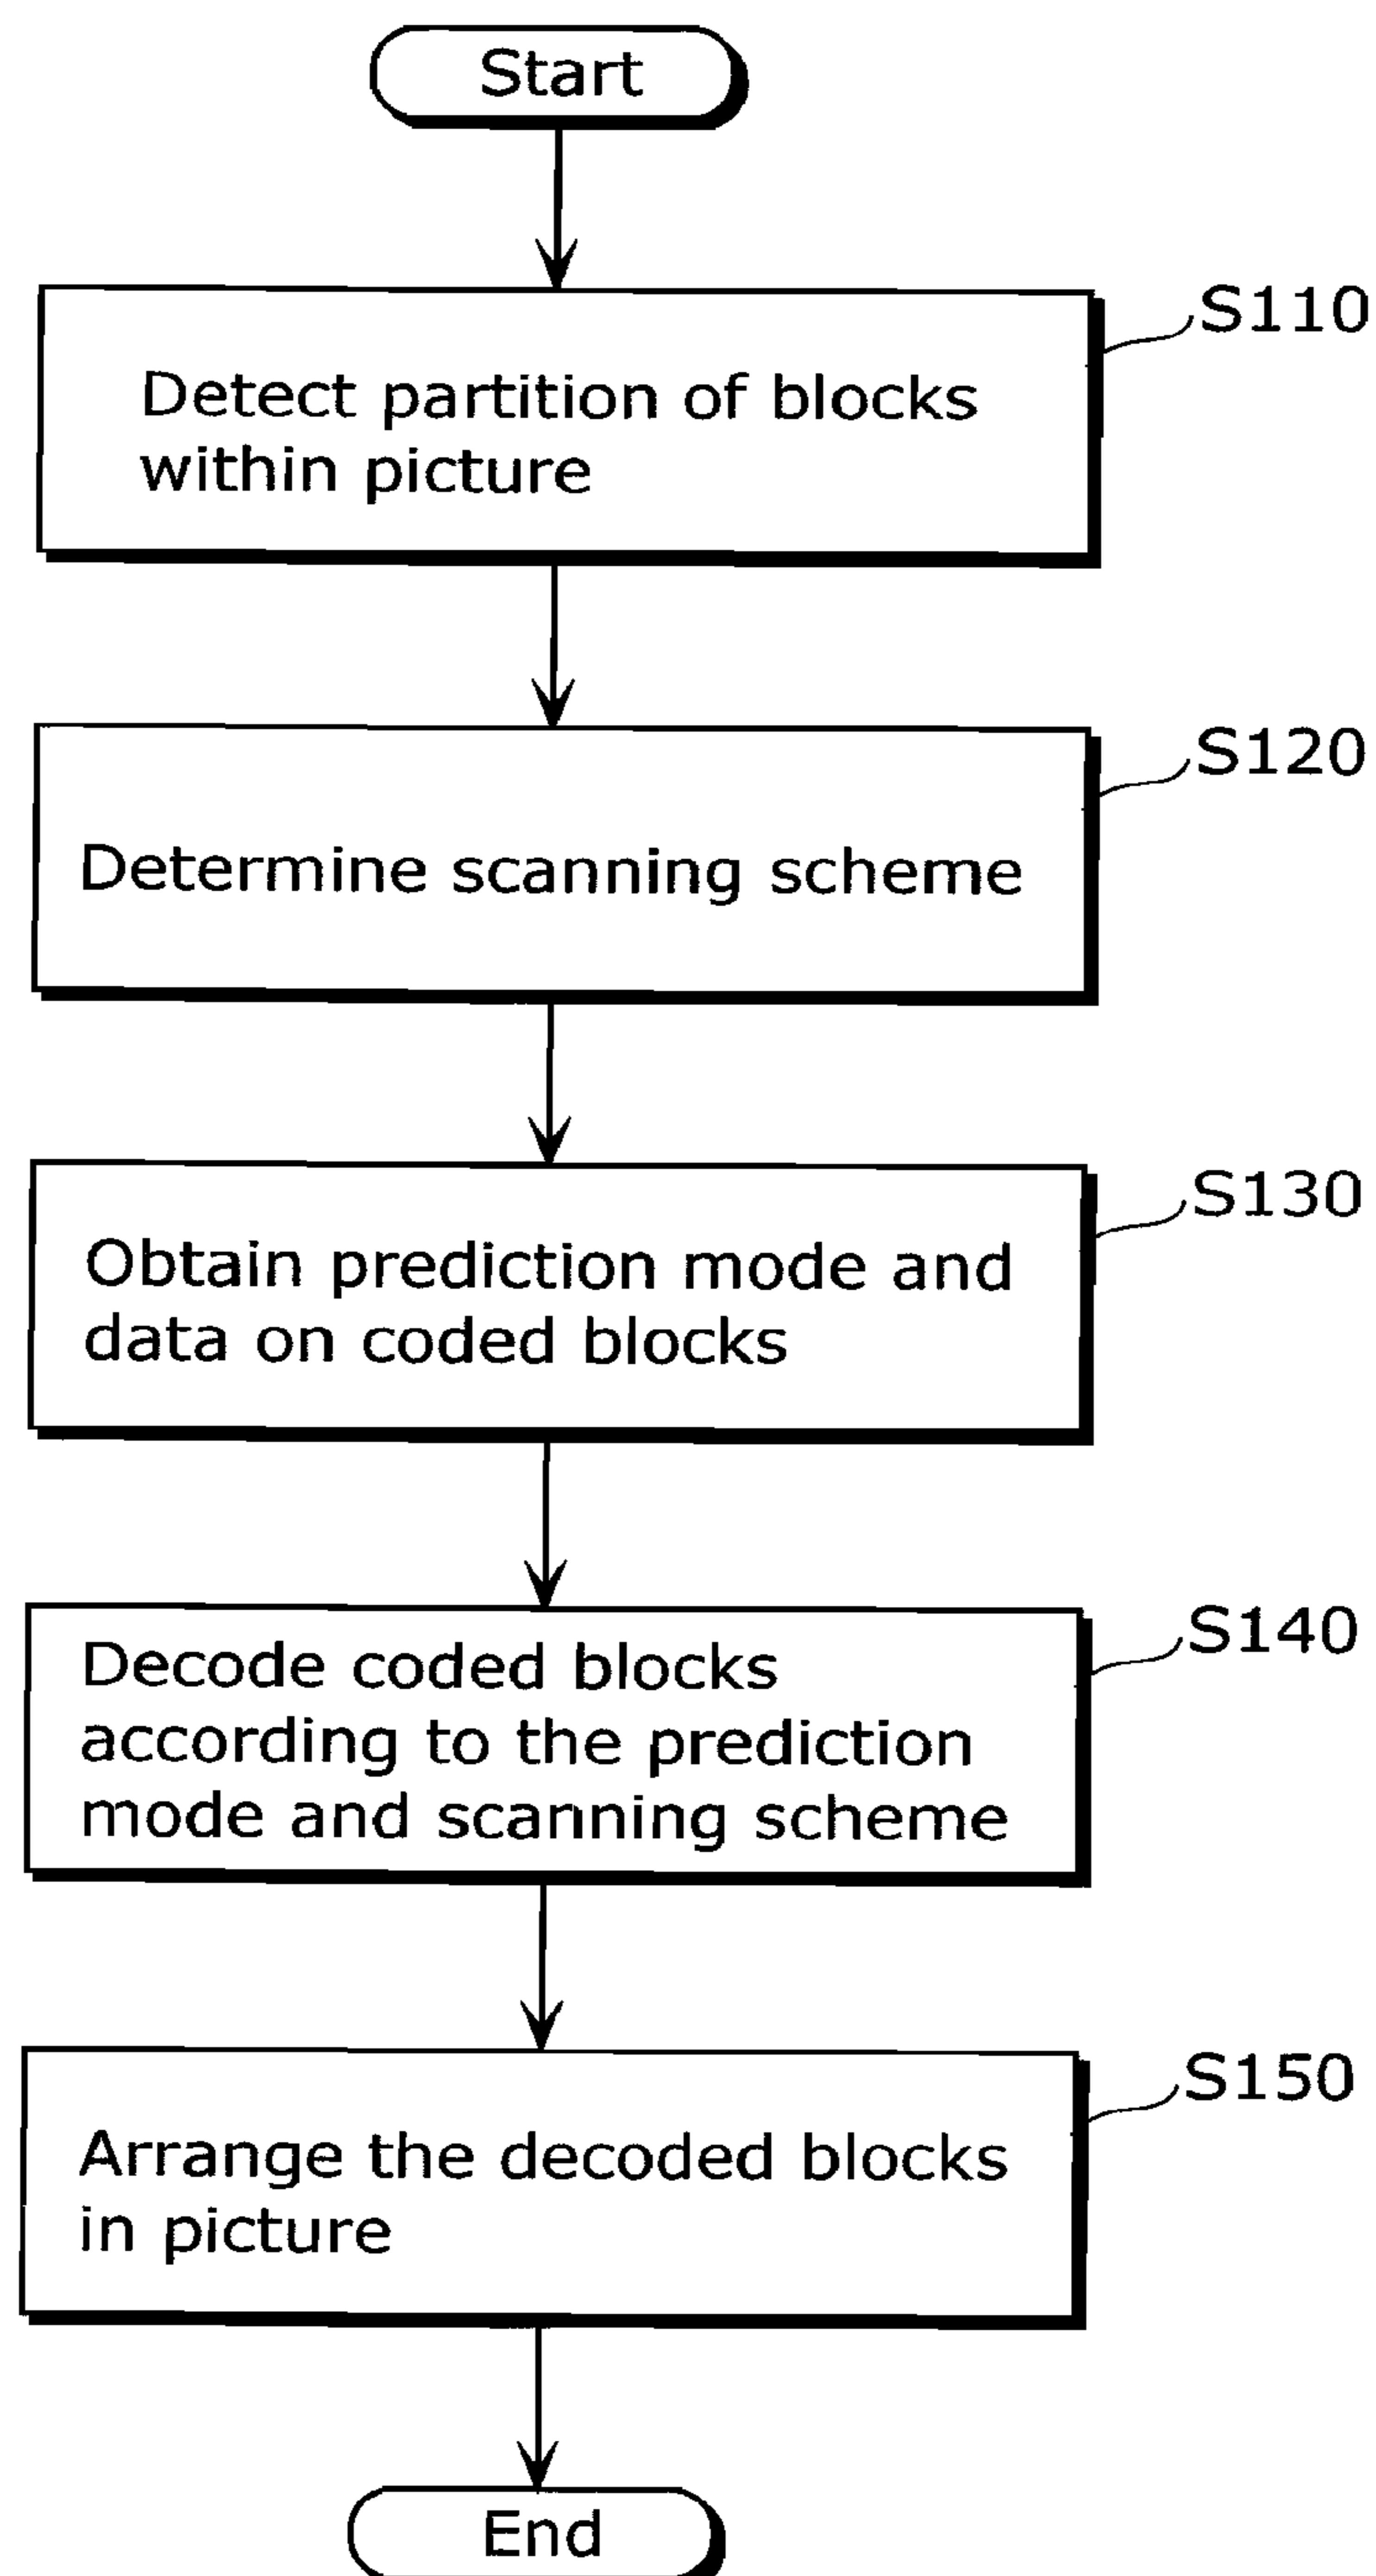 Start
S110
Detect partition of blocks
within picture
S120
Determine scanning scheme
S130
Obtain prediction mode and
data on coded blocks
S140
Decode coded blocks
according to the prediction
mode and scanning scheme
S150
Arrange the decoded blocks
in picture
End